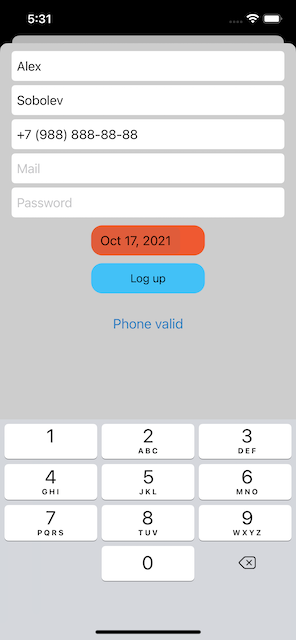 5:31
Alex
Sobolev
+7 (988) 888-88-88
Mail
Password
Oct 17, 2021
Log up
Phone valid
1 2 3
ABC DEF
4 5 6
GHI JKL MNO
7 8 9
PQRS TUV WXYZ
0